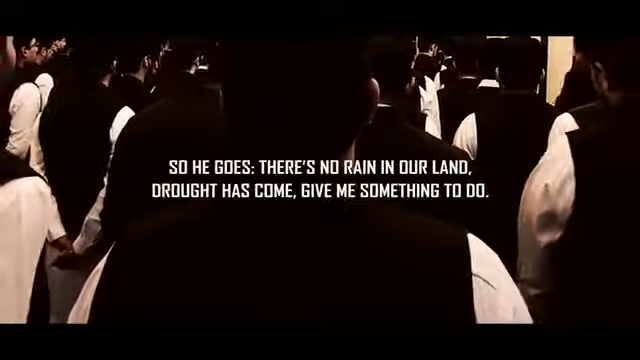 SO HE GOES: THERE'S NO RAIN IN OUR LAND,
DROUGHT HAS COME, GIVE ME SOMETHING TO DO.